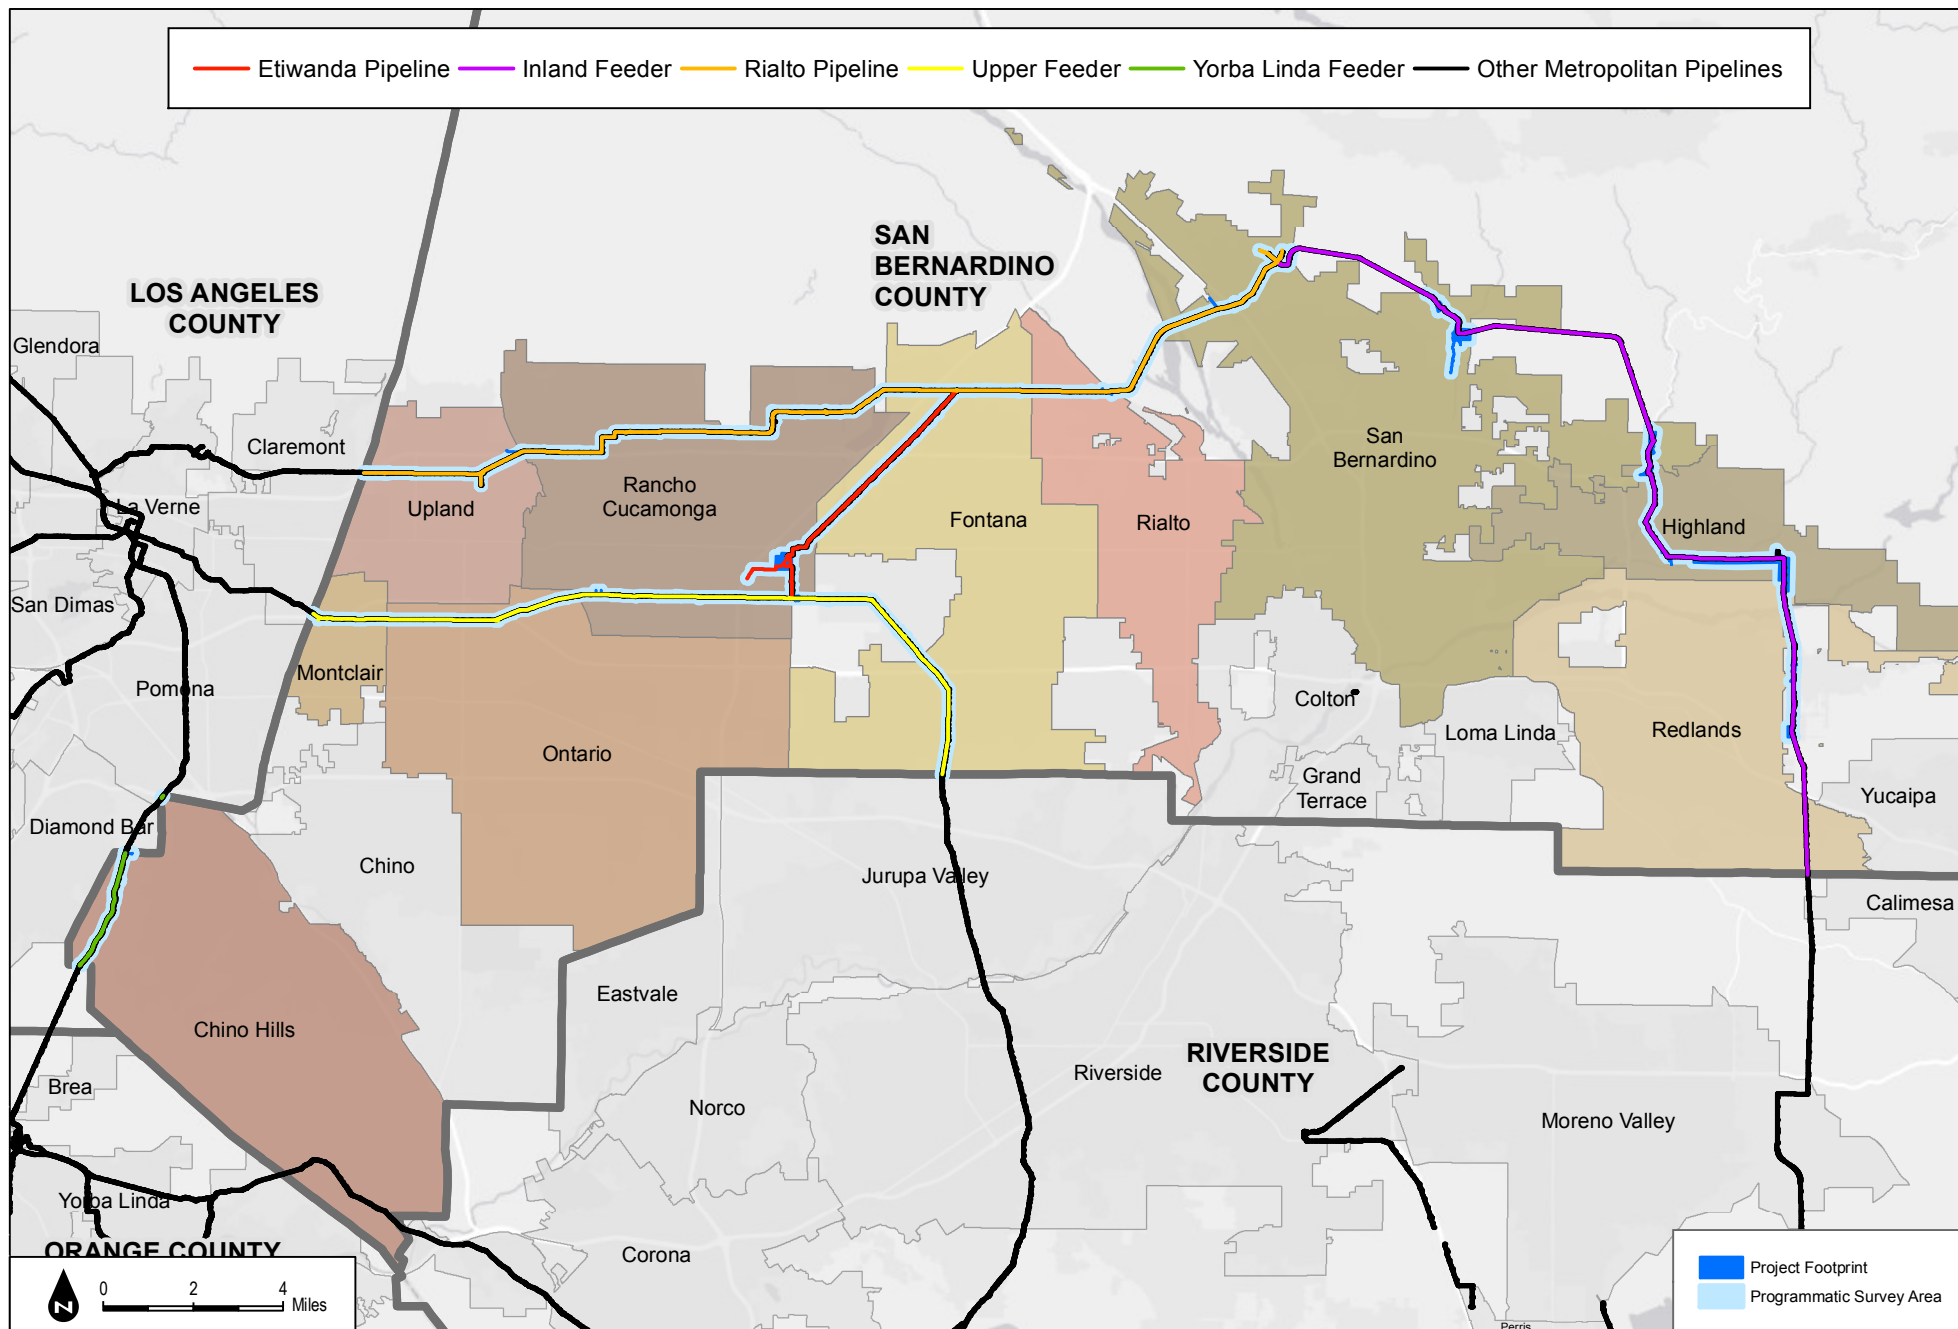 Etiwanda Pipeline
Inland Feeder
Rialto Pipeline
Upper Feeder
Yorba Linda Feeder
Other Metropolitan Pipelines
SAN
BERNARDINO
COUNTY
LOS ANGELES
COUNTY
Glendora
Claremont
San
Bernardino
La Verne
Upland
Rancho
Cucamonga
Fontana
Rialto
Highland
San Dimas
Montclair
Pomona
Colton
Loma Linda
Redlands
Ontario
Grand
Terrace
Yucaipa
Diamond Bar
Chino
Jurupa Valley
Calimesa
Eastvale
Chino Hills
RIVERSIDE
COUNTY
Riverside
Brea
Norco
Moreno Valley
Yorba Linda
ORANGE COUNTY
Corona
N
0 2 4
Miles
Project Footprint
Programmatic Survey Area
Perris